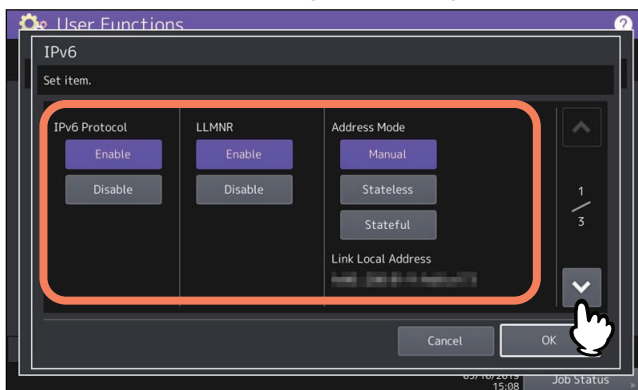 User Functions
?
IPv6
Set item.
IPv6 Protocol LLMNR Address Mode
Enable Enable Manual
Disable Disable Stateless
Stateful
Link Local Address
1
3
Cancel OK
15:08 Job Status